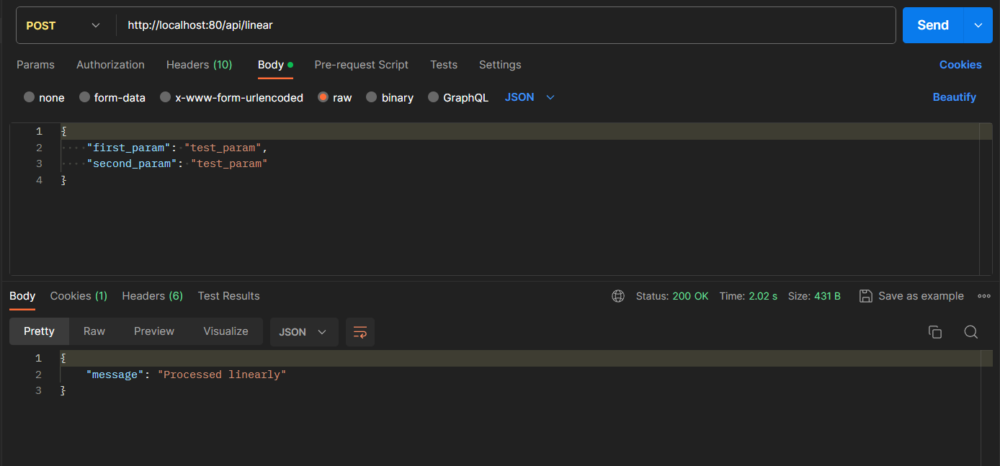 POST http://localhost:80/api/linear Send
Params Authorization Headers (10) Body Pre-request Script Tests Settings Cookies
none form-data x-www-form-urlencoded raw binary GraphQL JSON Beautify
1 {
2 ····"first_param":·"test_param",
3 ····"second_param":·"test_param"
4 }
Body Cookies (1) Headers (6) Test Results Status: 200 OK Time: 2.02 s Size: 431 B Save as example
Pretty Raw Preview Visualize JSON
1 {
2 "message": "Processed linearly"
3 }